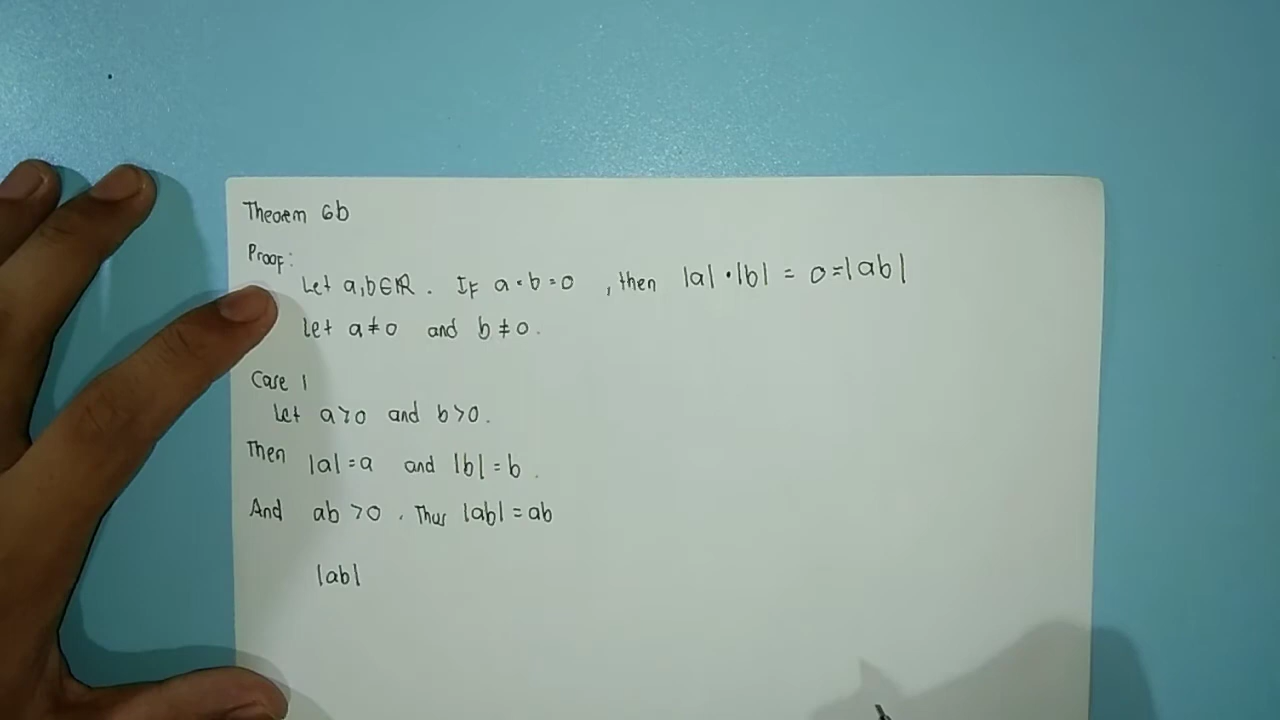 Theorem 6b
Proof:
Let a,b∈ℝ. If a·b=0, then |a|·|b| = 0=|ab|
Let a≠0 and b≠0.
Case 1
Let a>0 and b>0.
Then |a|=a and |b|=b.
And ab>0. Thus |ab|=ab
|ab|